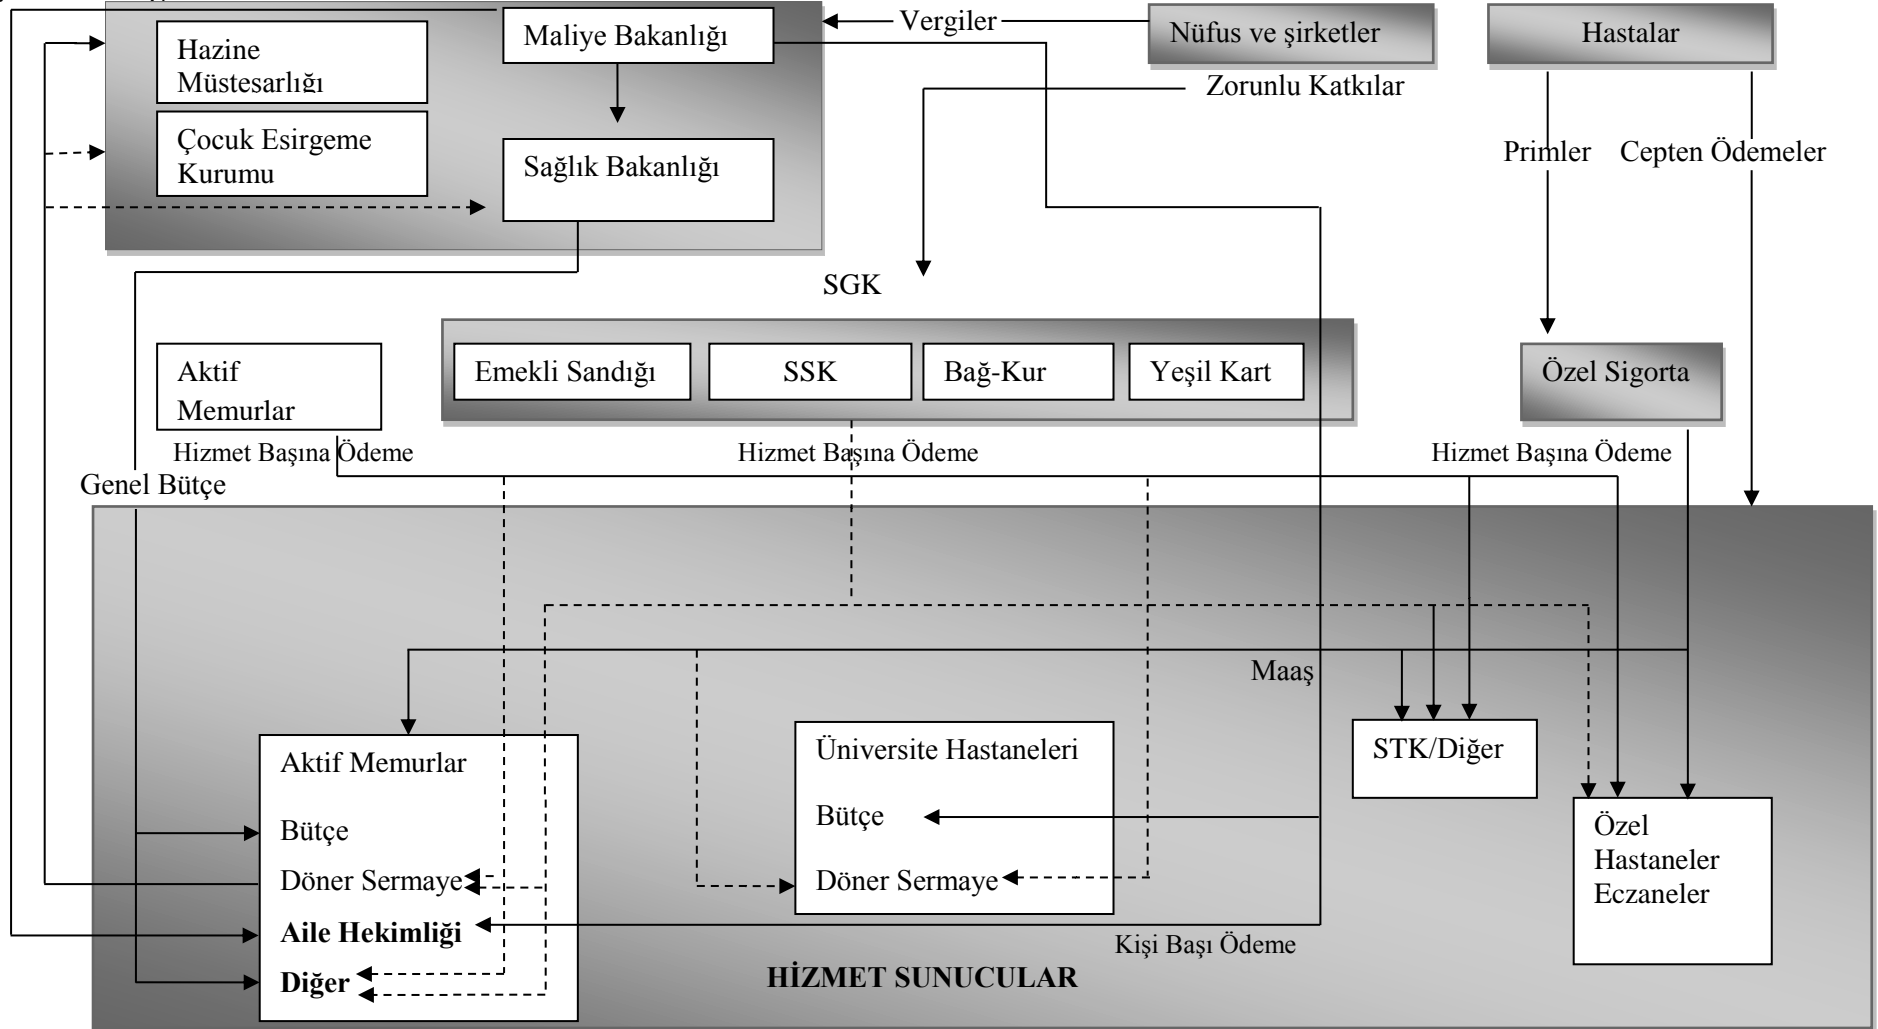 Maliye Bakanlığı
Vergiler
Nüfus ve şirketler
Hastalar
Hazine
Müsteşarlığı
Zorunlu Katkılar
Çocuk Esirgeme
Kurumu
Sağlık Bakanlığı
Primler
Cepten Ödemeler
SGK
Aktif
Memurlar
Emekli Sandığı
SSK
Bağ-Kur
Yeşil Kart
Özel Sigorta
Hizmet Başına Ödeme
Hizmet Başına Ödeme
Hizmet Başına Ödeme
Genel Bütçe
Maaş
Aktif Memurlar
Bütçe
Döner Sermaye
Aile Hekimliği
Diğer
Üniversite Hastaneleri
Bütçe
Döner Sermaye
STK/Diğer
Özel
Hastaneler
Eczaneler
Kişi Başı Ödeme
HİZMET SUNUCULAR